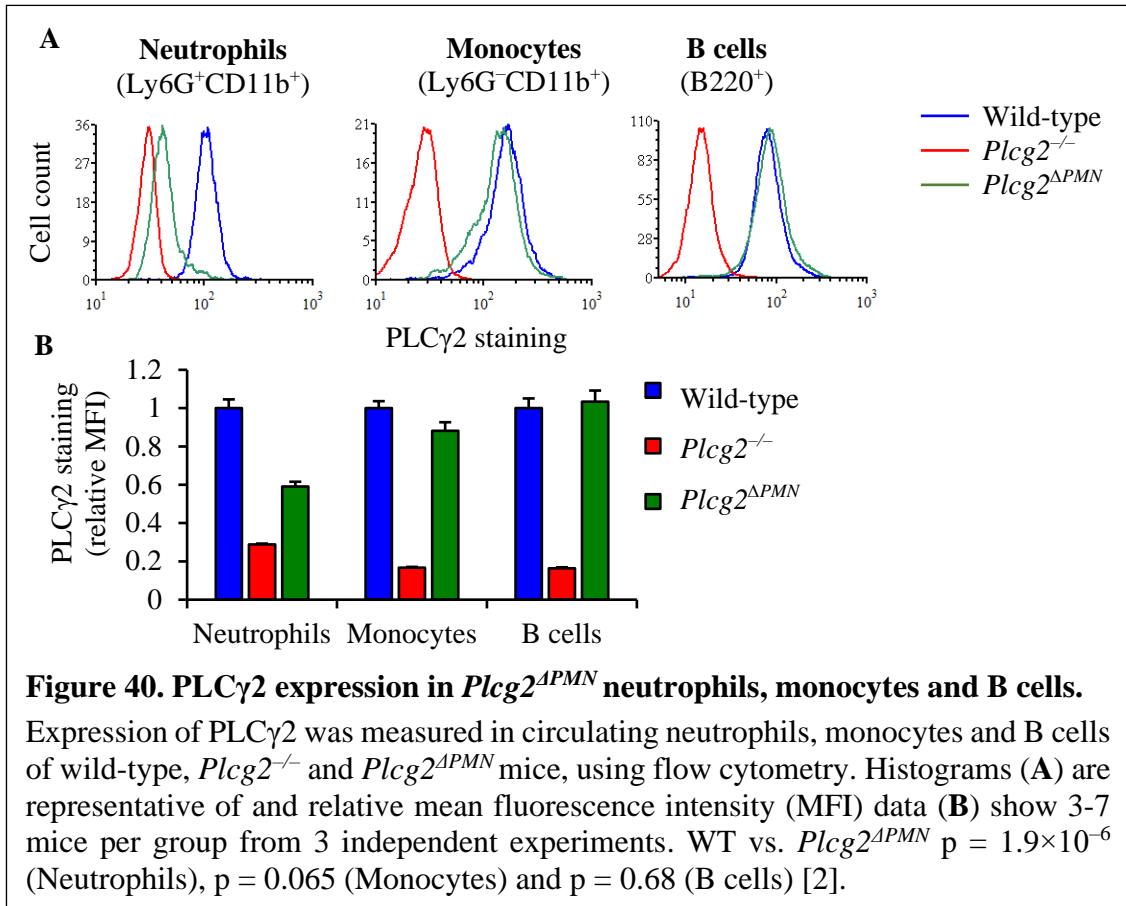 A
Neutrophils
(Ly6G⁺CD11b⁺)
Monocytes
(Ly6G⁻CD11b⁺)
B cells
(B220⁺)
Cell count
36
27
18
9
0
10¹ 10² 10³
21
16
11
5
0
10¹ 10² 10³
110
83
55
28
0
10¹ 10² 10³
PLCγ2 staining
Wild-type
Plcg2⁻/⁻
Plcg2ΔPMN
B
PLCγ2 staining
(relative MFI)
1.2
1
0.8
0.6
0.4
0.2
0
Neutrophils Monocytes B cells
Wild-type
Plcg2⁻/⁻
Plcg2ΔPMN
Figure 40. PLCγ2 expression in Plcg2ΔPMN neutrophils, monocytes and B cells.
Expression of PLCγ2 was measured in circulating neutrophils, monocytes and B cells
of wild-type, Plcg2⁻/⁻ and Plcg2ΔPMN mice, using flow cytometry. Histograms (A) are
representative of and relative mean fluorescence intensity (MFI) data (B) show 3-7
mice per group from 3 independent experiments. WT vs. Plcg2ΔPMN p = 1.9×10⁻⁶
(Neutrophils), p = 0.065 (Monocytes) and p = 0.68 (B cells) [2].